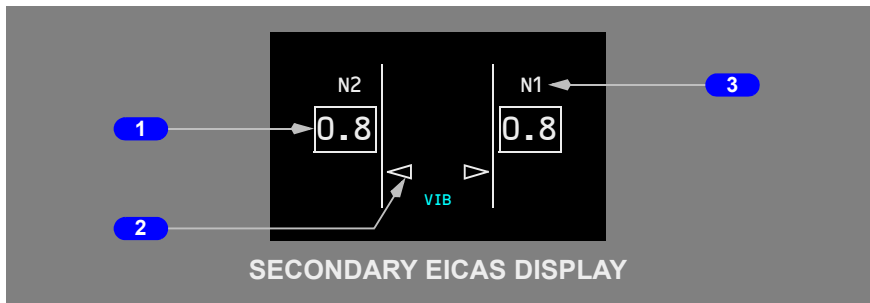 N2 N1 3
1 0.8 0.8
VIB
2
SECONDARY EICAS DISPLAY